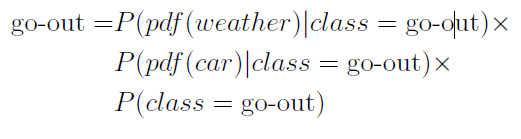 go-out =P(pdf(weather)|class = go-out)×
P(pdf(car)|class = go-out)×
P(class = go-out)